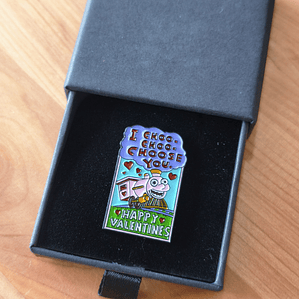 I CHOO,
CHOO,
CHOOSE
YOU.
HAPPY
VALENTINES